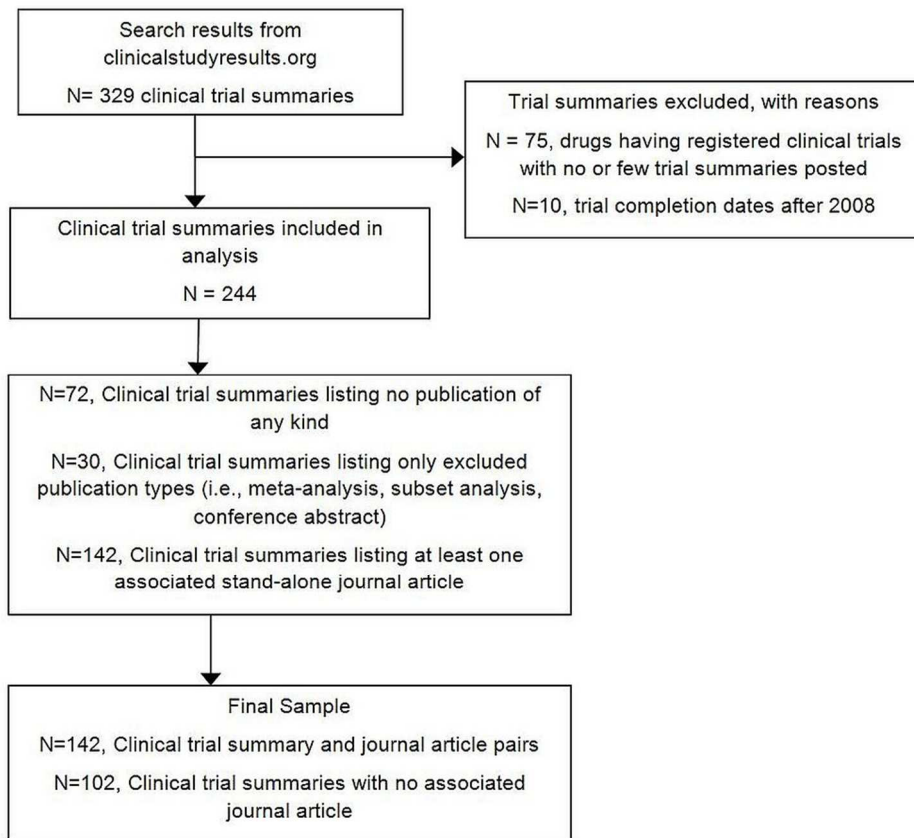 Search results from
clinicalstudyresults.org
N= 329 clinical trial summaries
Trial summaries excluded, with reasons
N = 75, drugs having registered clinical trials
with no or few trial summaries posted
N=10, trial completion dates after 2008
Clinical trial summaries included in
analysis
N = 244
N=72, Clinical trial summaries listing no publication of
any kind
N=30, Clinical trial summaries listing only excluded
publication types (i.e., meta-analysis, subset analysis,
conference abstract)
N=142, Clinical trial summaries listing at least one
associated stand-alone journal article
Final Sample
N=142, Clinical trial summary and journal article pairs
N=102, Clinical trial summaries with no associated
journal article